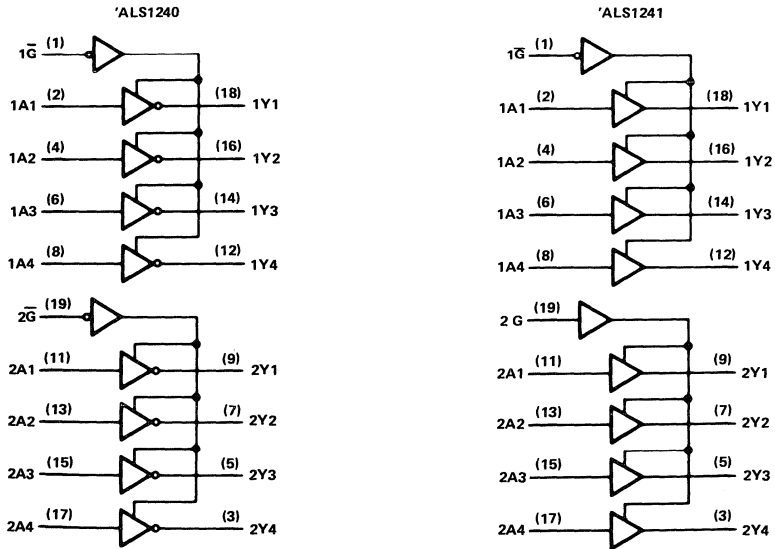 'ALS1240
1G̅ (1)
1A1 (2) (18) 1Y1
1A2 (4) (16) 1Y2
1A3 (6) (14) 1Y3
1A4 (8) (12) 1Y4
2G̅ (19)
2A1 (11) (9) 2Y1
2A2 (13) (7) 2Y2
2A3 (15) (5) 2Y3
2A4 (17) (3) 2Y4
'ALS1241
1G̅ (1)
1A1 (2) (18) 1Y1
1A2 (4) (16) 1Y2
1A3 (6) (14) 1Y3
1A4 (8) (12) 1Y4
2 G (19)
2A1 (11) (9) 2Y1
2A2 (13) (7) 2Y2
2A3 (15) (5) 2Y3
2A4 (17) (3) 2Y4